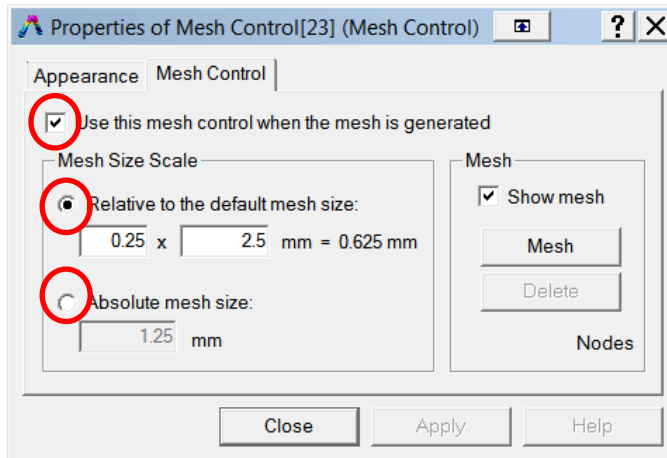 Properties of Mesh Control[23] (Mesh Control) ? X
Appearance Mesh Control
Use this mesh control when the mesh is generated
Mesh Size Scale
Relative to the default mesh size:
0.25 x 2.5 mm = 0.625 mm
Absolute mesh size:
1.25 mm
Mesh
Show mesh
Mesh
Delete
Nodes
Close Apply Help